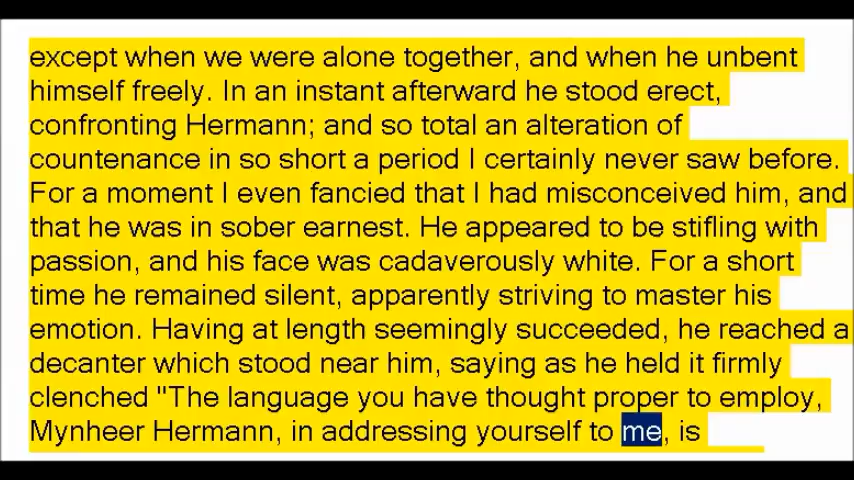 except when we were alone together, and when he unbent
himself freely. In an instant afterward he stood erect,
confronting Hermann; and so total an alteration of
countenance in so short a period I certainly never saw before.
For a moment I even fancied that I had misconceived him, and
that he was in sober earnest. He appeared to be stifling with
passion, and his face was cadaverously white. For a short
time he remained silent, apparently striving to master his
emotion. Having at length seemingly succeeded, he reached a
decanter which stood near him, saying as he held it firmly
clenched "The language you have thought proper to employ,
Mynheer Hermann, in addressing yourself to me, is